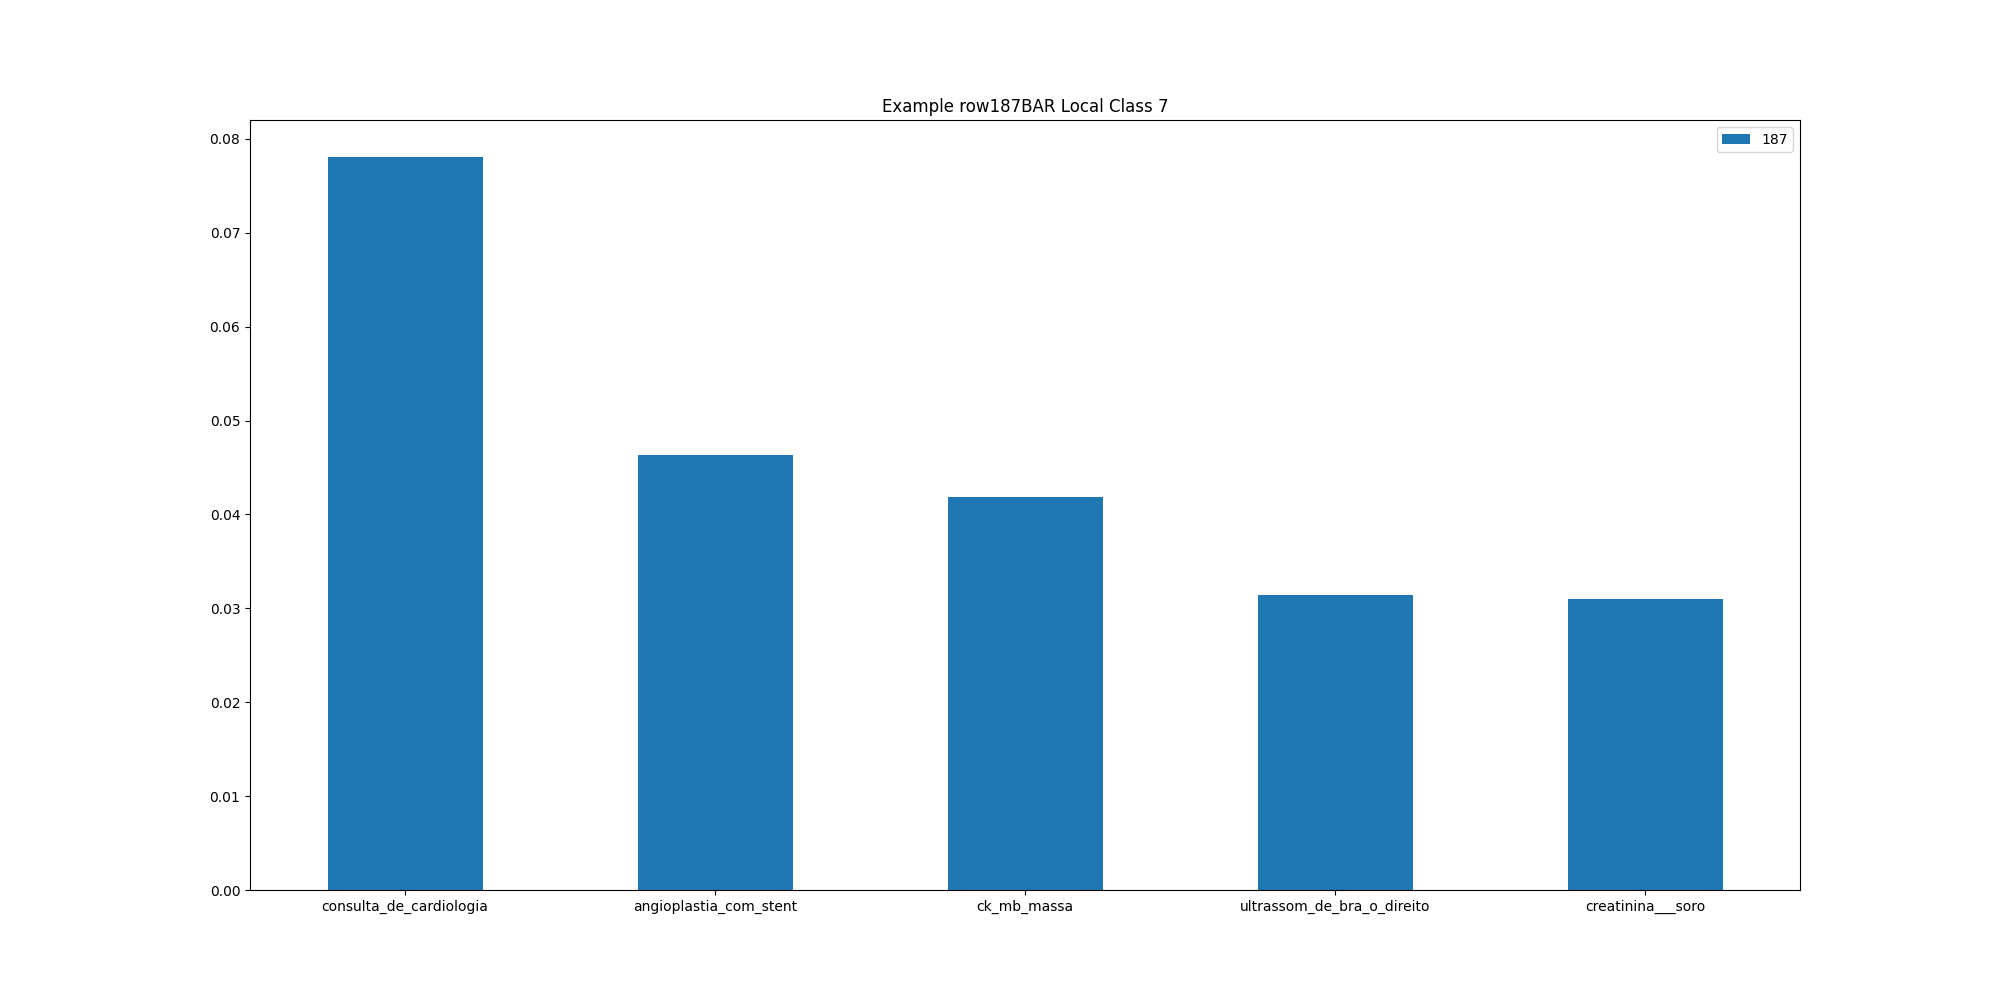 Example row187BAR Local Class 7
187
0.08
0.07
0.06
0.05
0.04
0.03
0.02
0.01
0.00
consulta_de_cardiologia
angioplastia_com_stent
ck_mb_massa
ultrassom_de_bra_o_direito
creatinina___soro